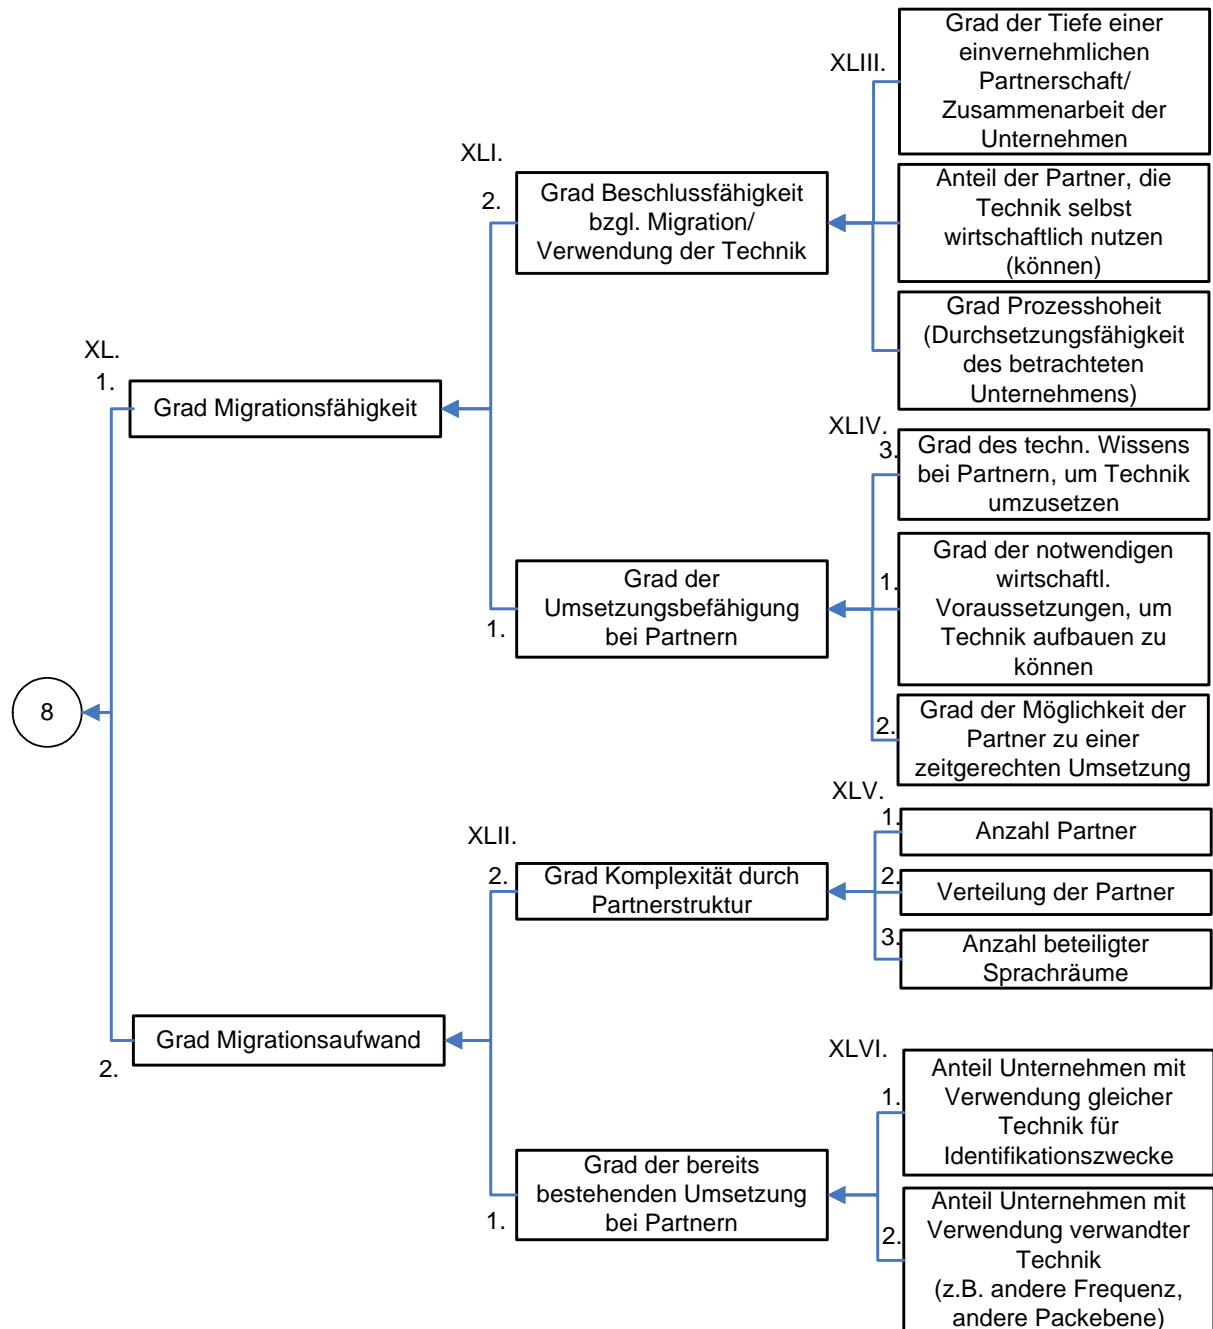 XLIII.
Grad der Tiefe einer
einvernehmlichen
Partnerschaft/
Zusammenarbeit der
Unternehmen
XLI.
2.
Grad Beschlussfähigkeit
bzgl. Migration/
Verwendung der Technik
Anteil der Partner, die
Technik selbst
wirtschaftlich nutzen
(können)
Grad Prozesshoheit
(Durchsetzungsfähigkeit
des betrachteten
Unternehmens)
XL.
1.
Grad Migrationsfähigkeit
XLIV.
3.
Grad des techn. Wissens
bei Partnern, um Technik
umzusetzen
Grad der
Umsetzungsbefähigung
bei Partnern
1.
1.
Grad der notwendigen
wirtschaftl.
Voraussetzungen, um
Technik aufbauen zu
können
8
2.
Grad der Möglichkeit der
Partner zu einer
zeitgerechten Umsetzung
XLV.
1.
Anzahl Partner
XLII.
2.
Grad Komplexität durch
Partnerstruktur
2.
Verteilung der Partner
3.
Anzahl beteiligter
Sprachräume
Grad Migrationsaufwand
2.
XLVI.
1.
Anteil Unternehmen mit
Verwendung gleicher
Technik für
Identifikationszwecke
Grad der bereits
bestehenden Umsetzung
bei Partnern
1.
2.
Anteil Unternehmen mit
Verwendung verwandter
Technik
(z.B. andere Frequenz,
andere Packebene)